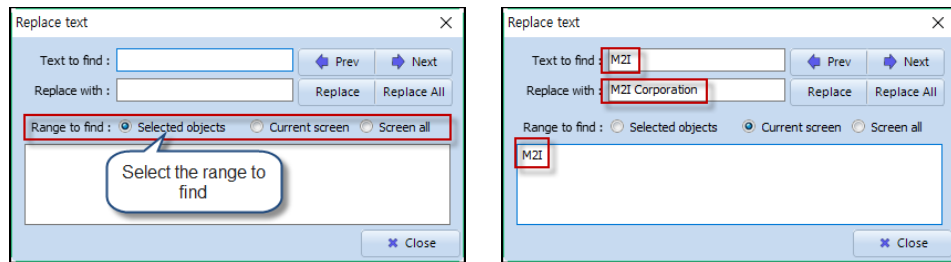 Replace text
Text to find :
Prev
Next
Replace with :
Replace
Replace All
Range to find : Selected objects Current screen Screen all
Select the range to
find
Close
Replace text
Text to find : M2I
Prev
Next
Replace with : M2I Corporation
Replace
Replace All
Range to find : Selected objects Current screen Screen all
M2I
Close